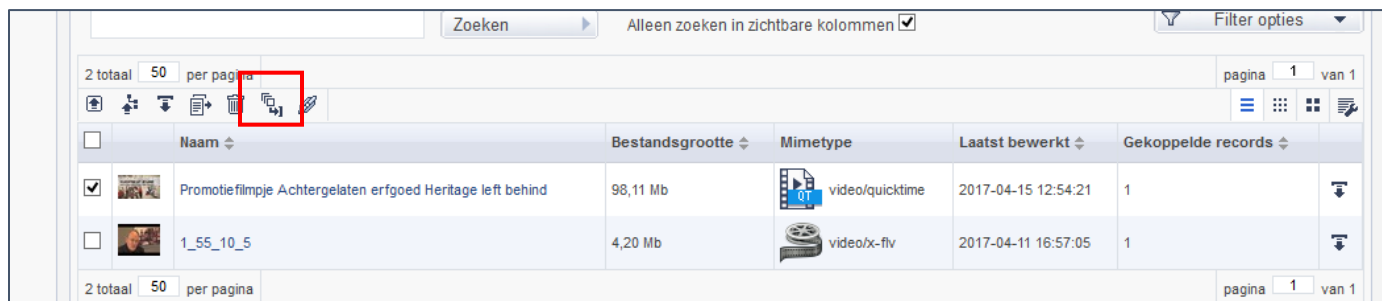 Zoeken Alleen zoeken in zichtbare kolommen Filter opties
2 totaal 50 per pagina pagina 1 van 1
Naam Bestandsgrootte Mimetype Laatst bewerkt Gekoppelde records
Promotiefilmpje Achtergelaten erfgoed Heritage left behind 98,11 Mb QT video/quicktime 2017-04-15 12:54:21 1
1_55_10_5 4,20 Mb video/x-flv 2017-04-11 16:57:05 1
2 totaal 50 per pagina pagina 1 van 1